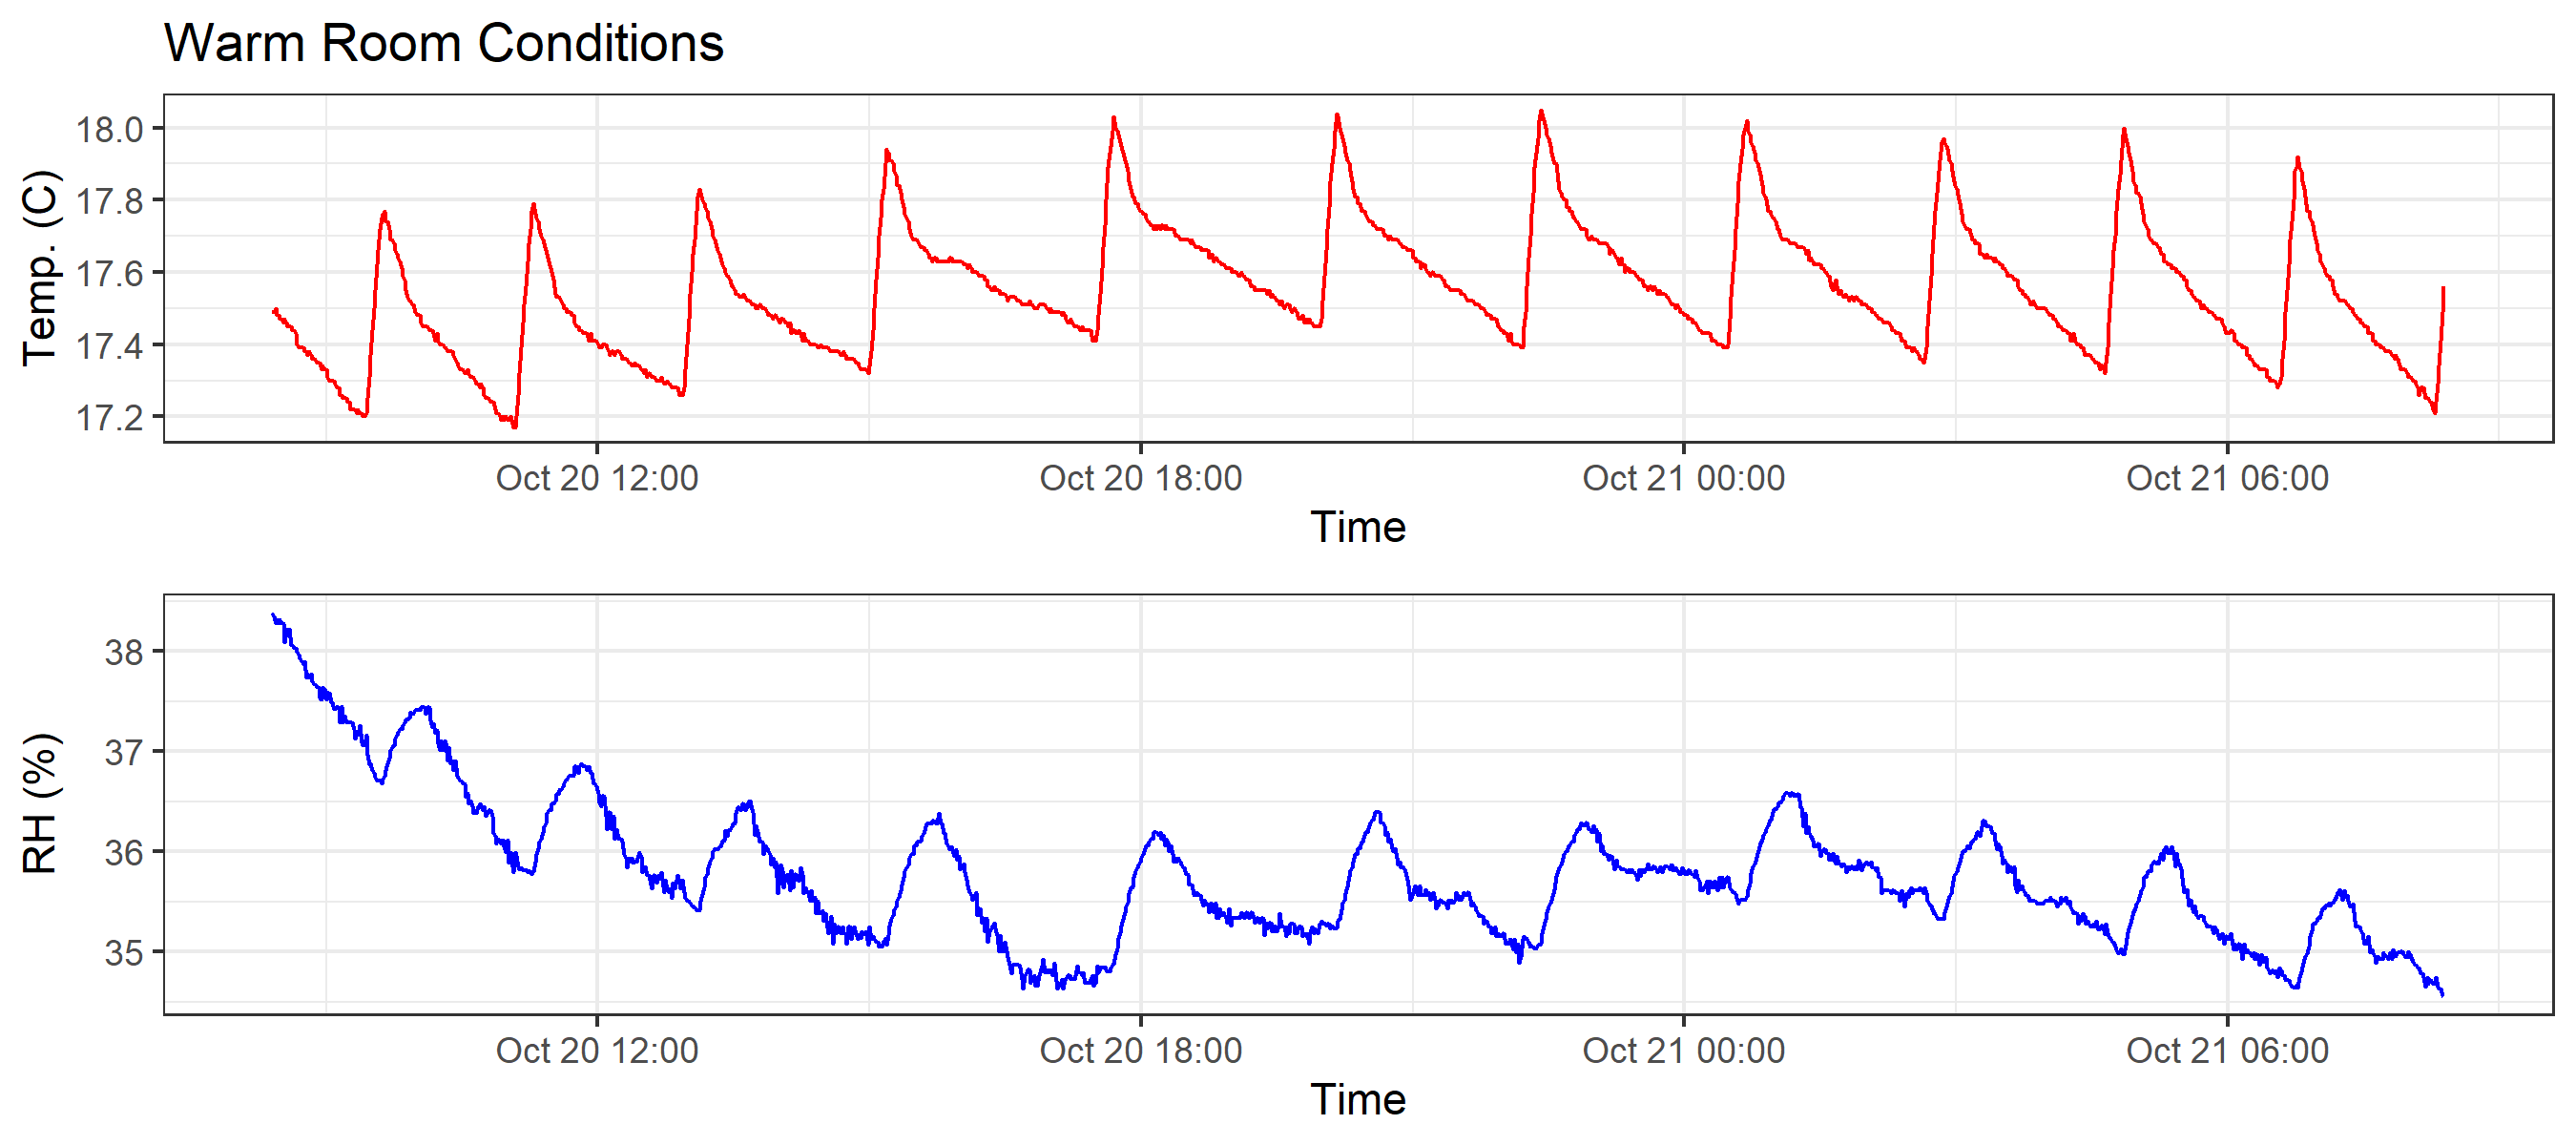 Warm Room Conditions
Temp. (C)
18.0
17.8
17.6
17.4
17.2
Oct 20 12:00 Oct 20 18:00 Oct 21 00:00 Oct 21 06:00
Time
RH (%)
38
37
36
35
Oct 20 12:00 Oct 20 18:00 Oct 21 00:00 Oct 21 06:00
Time